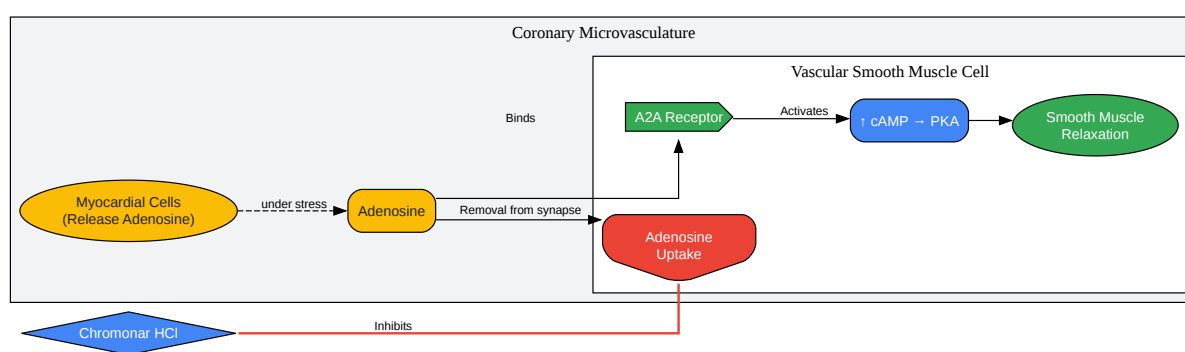 Coronary Microvasculature
Vascular Smooth Muscle Cell
Binds
A2A Receptor
Activates
↑ cAMP → PKA
Smooth Muscle
Relaxation
Myocardial Cells
(Release Adenosine)
under stress
Adenosine
Removal from synapse
Adenosine
Uptake
Chromonar HCl
Inhibits